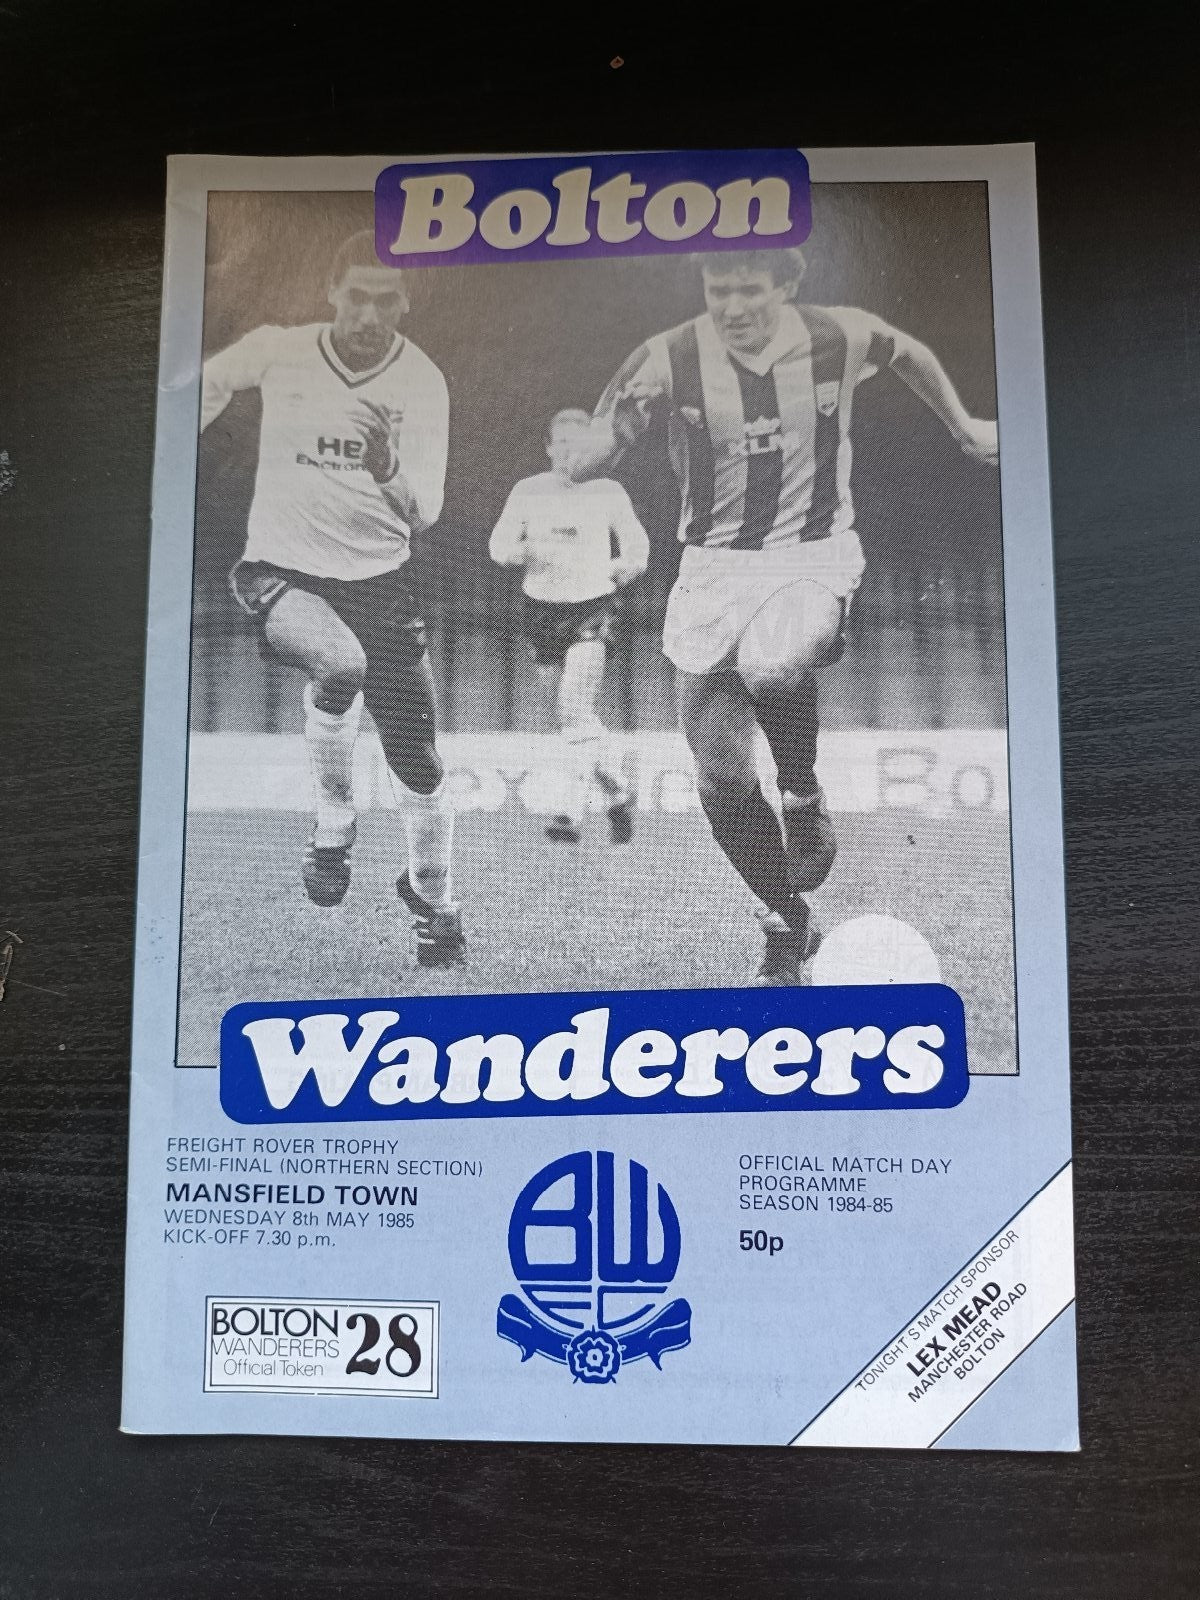 Bolton
HE
KLM
Wanderers
FREIGHT ROVER TROPHY
SEMI-FINAL (NORTHERN SECTION)
MANSFIELD TOWN
WEDNESDAY 8th MAY 1985
KICK-OFF 7.30 p.m.
BOLTON
WANDERERS
Official Token
28
BW
FC
OFFICIAL MATCH DAY
PROGRAMME
SEASON 1984-85
50p
TONIGHT'S MATCH SPONSOR
LEX MEAD
MANCHESTER ROAD
BOLTON